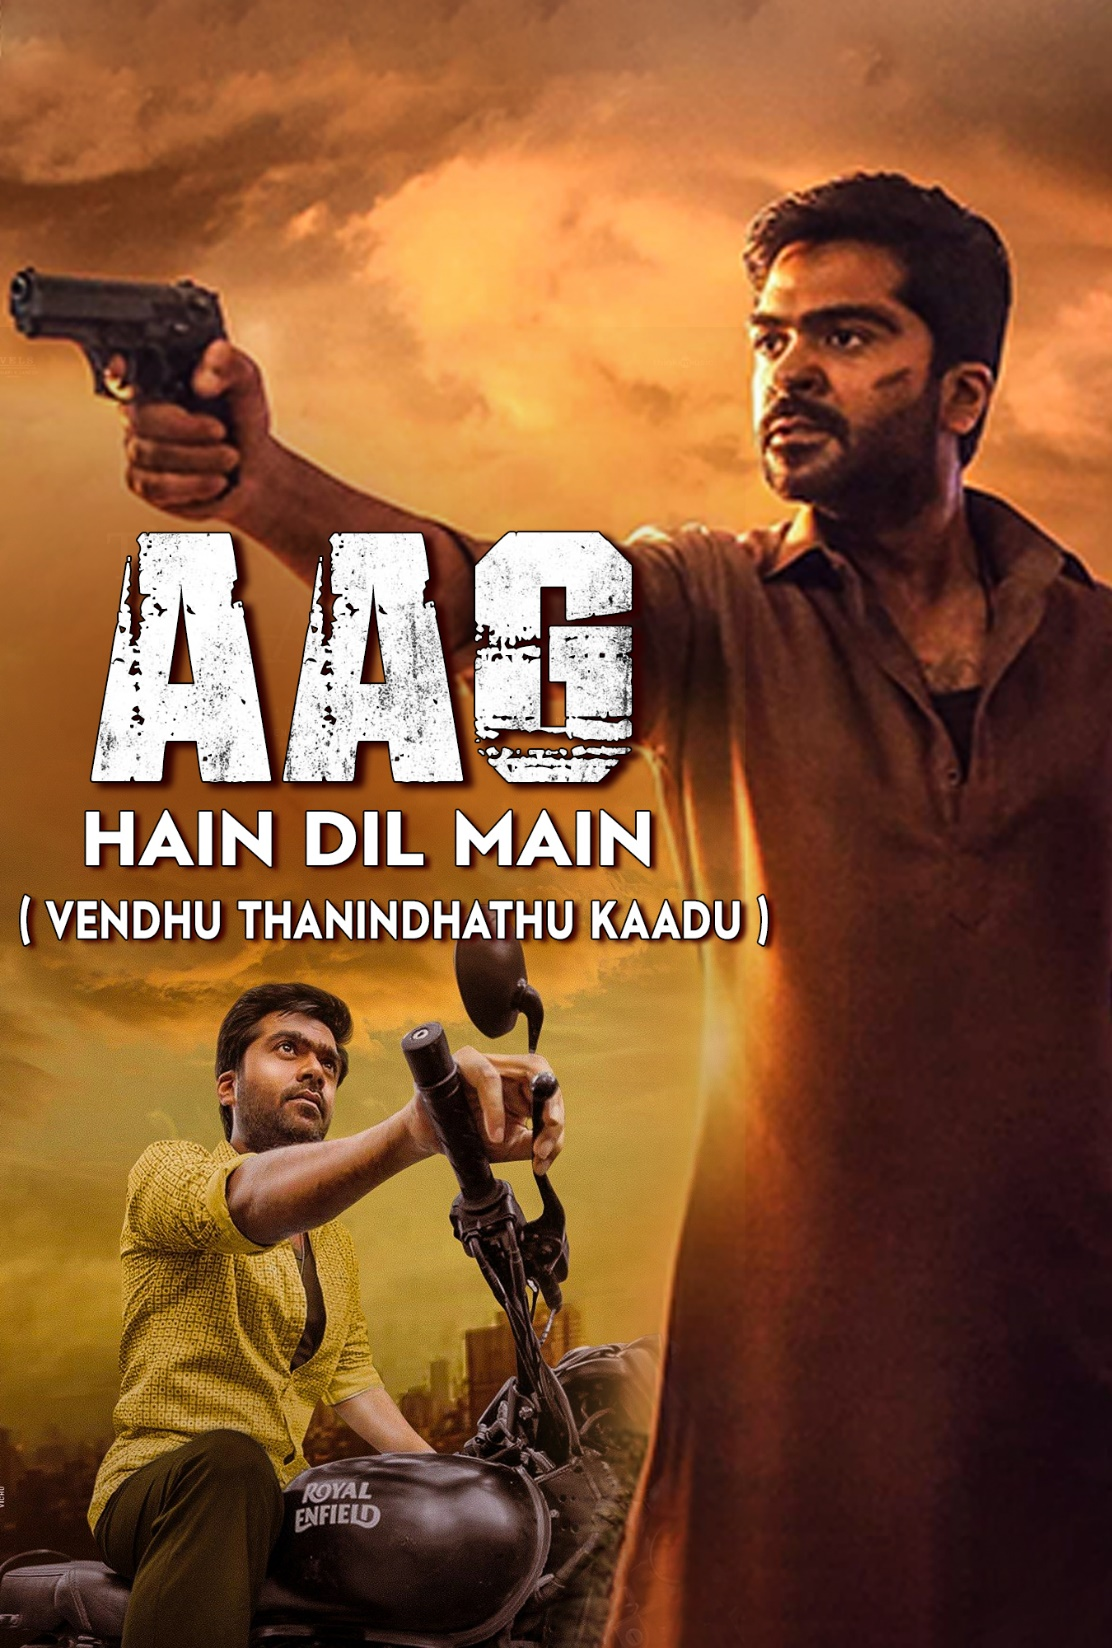 AAG
HAIN DIL MAIN
( VENDHU THANINDHATHU KAADU )
ROYAL
ENFIELD